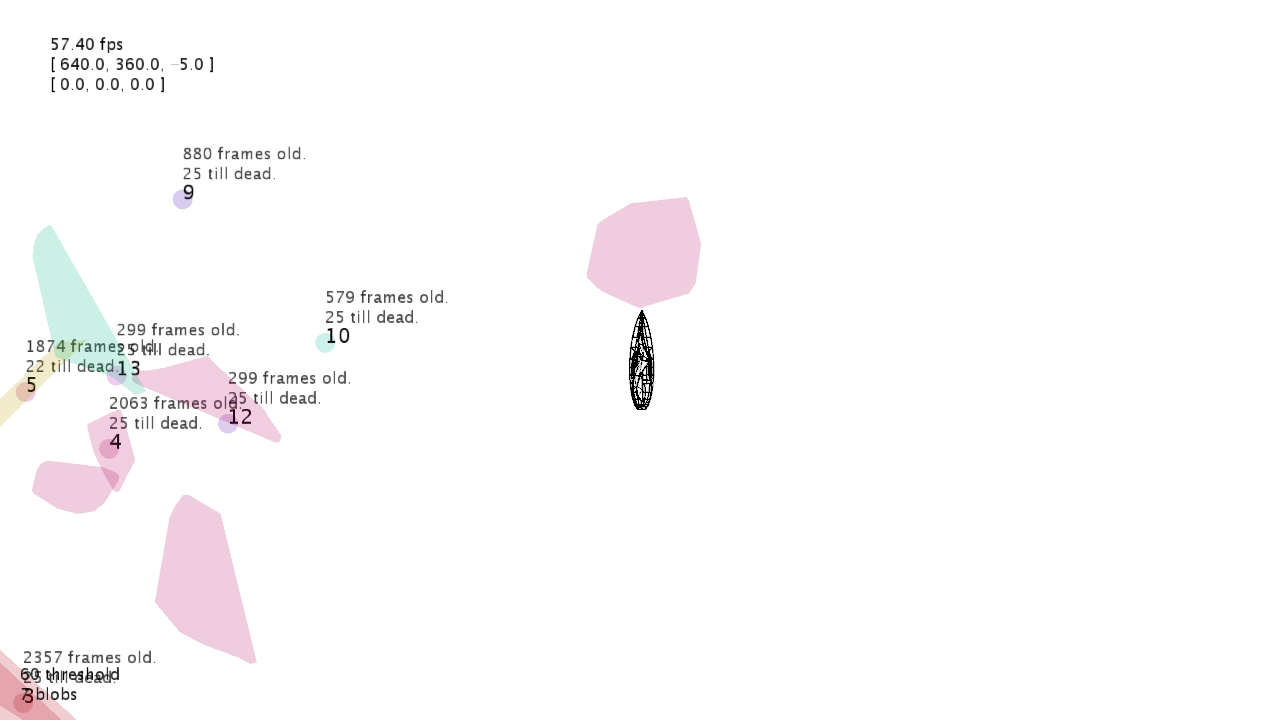 57.40 fps
[ 640.0, 360.0, -5.0 ]
[ 0.0, 0.0, 0.0 ]
880 frames old.
25 till dead.
9
579 frames old.
25 till dead.
10
299 frames old.
25 till dead.
13
1874 frames old.
22 till dead.
5
299 frames old.
25 till dead.
12
2063 frames old.
25 till dead.
4
2357 frames old.
25 till dead.
3
60 threshold
7 blobs